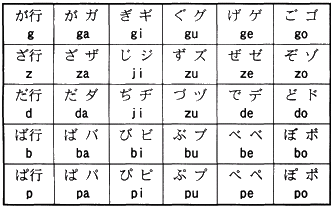 が行 が ガ ぎ ギ ぐ グ げ ゲ ご ゴ
g ga gi gu ge go
ざ行 ざ ザ じ ジ ず ズ ぜ ゼ ぞ ゾ
z za ji zu ze zo
だ行 だ ダ ぢ ヂ づ ヅ で デ ど ド
d da ji zu de do
ば行 ば バ び ビ ぶ ブ べ ベ ぼ ボ
b ba bi bu be bo
ぱ行 ぱ パ ぴ ピ ぷ プ ぺ ペ ぽ ポ
p pa pi pu pe po